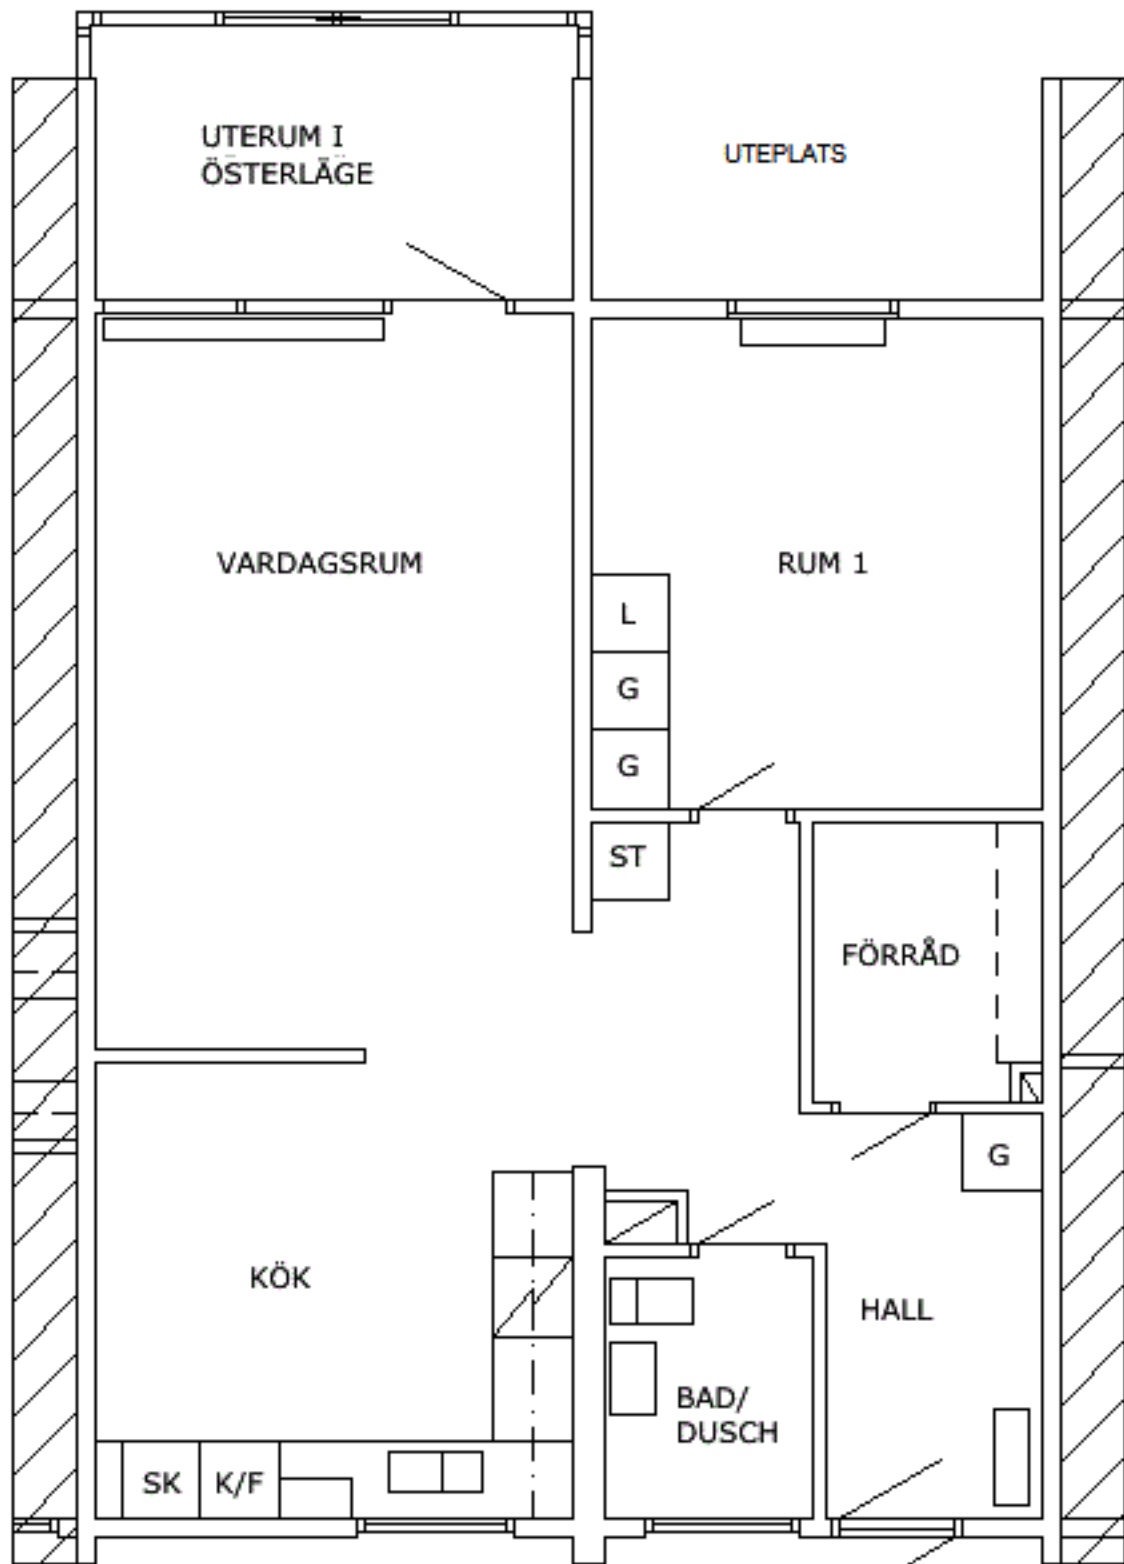 UTERUM I
ÖSTERLÄGE
UTEPLATS
VARDAGSRUM
RUM 1
L
G
G
ST
FÖRRÅD
G
KÖK
HALL
BAD/
DUSCH
SK
K/F